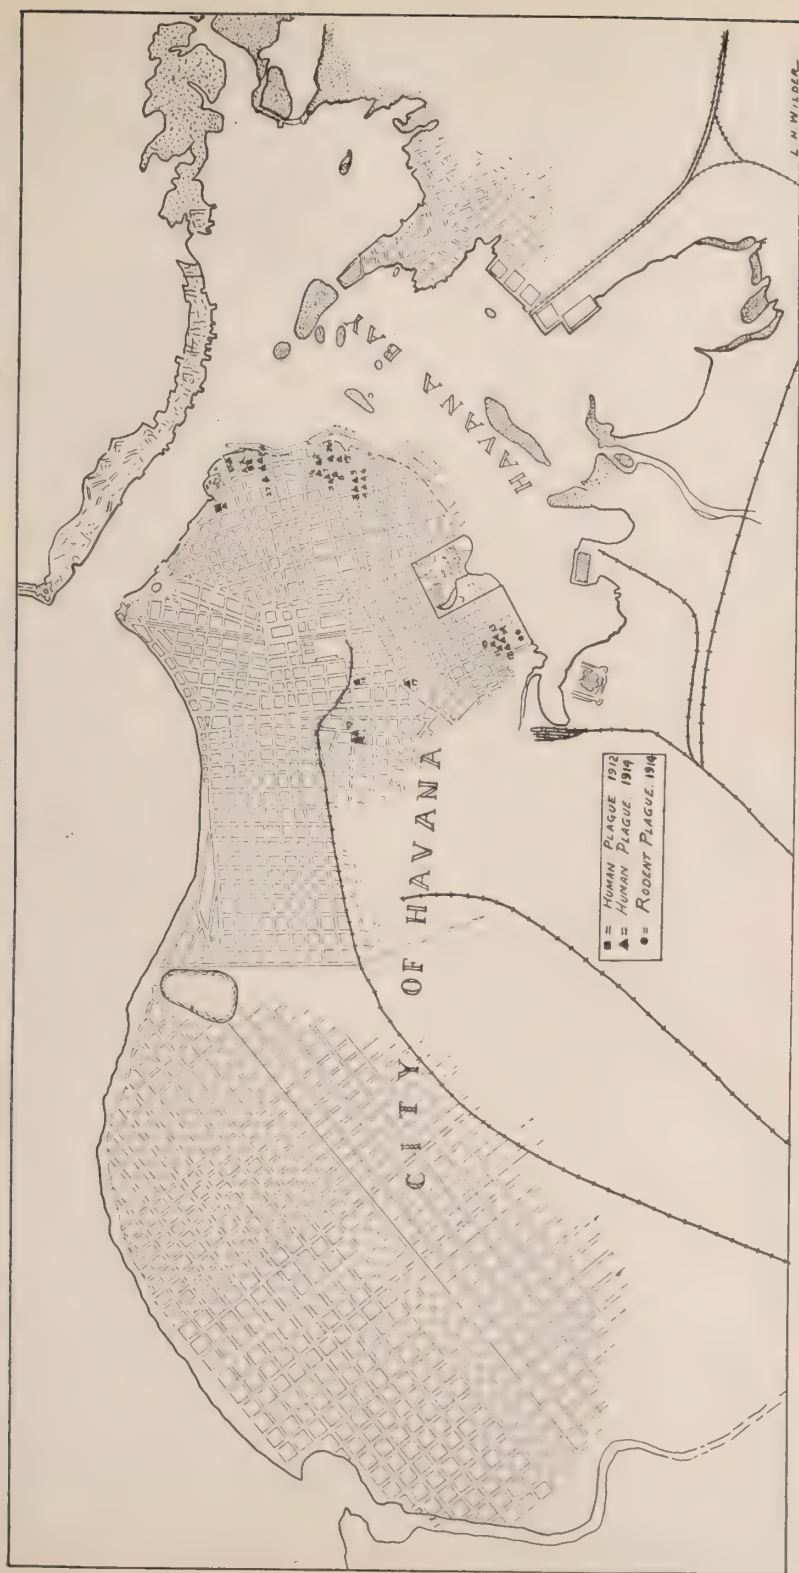 L H WILDER
HAVANA BAY
CITY OF HAVANA
■ = HUMAN PLAGUE 1912
▲ = HUMAN PLAGUE. 1914
● = RODENT PLAGUE. 1914